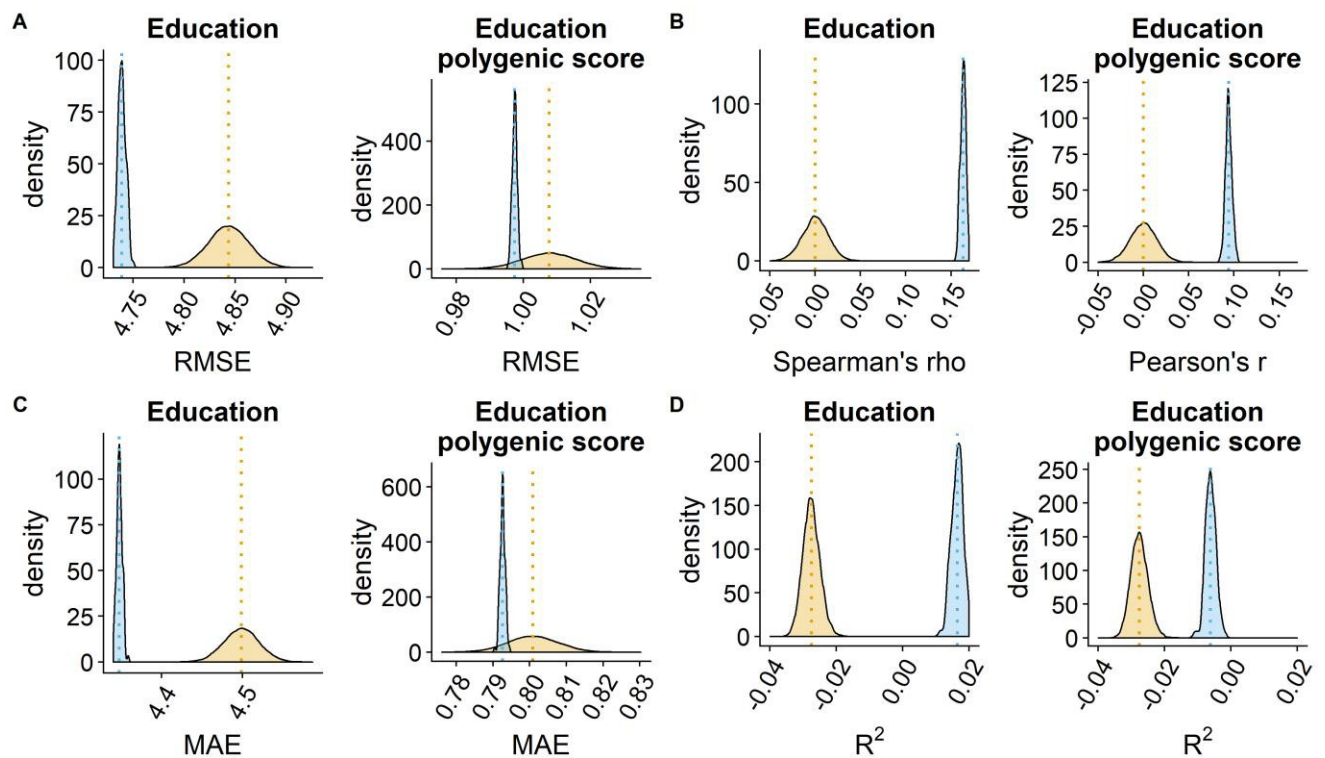 A
Education
100
75
50
25
0
density
4.75
4.80
4.85
4.90
RMSE
Education
polygenic score
400
200
0
density
0.98
1.00
1.02
RMSE
B
Education
100
50
0
density
-0.05
0.00
0.05
0.10
0.15
Spearman's rho
Education
polygenic score
125
100
75
50
25
0
density
-0.05
0.00
0.05
0.10
0.15
Pearson's r
C
Education
100
75
50
25
0
density
4.4
4.5
MAE
Education
polygenic score
600
400
200
0
density
0.78
0.79
0.80
0.81
0.82
0.83
MAE
D
Education
200
150
100
50
0
density
-0.04
-0.02
0.00
0.02
R²
Education
polygenic score
250
200
150
100
50
0
density
-0.04
-0.02
0.00
0.02
R²